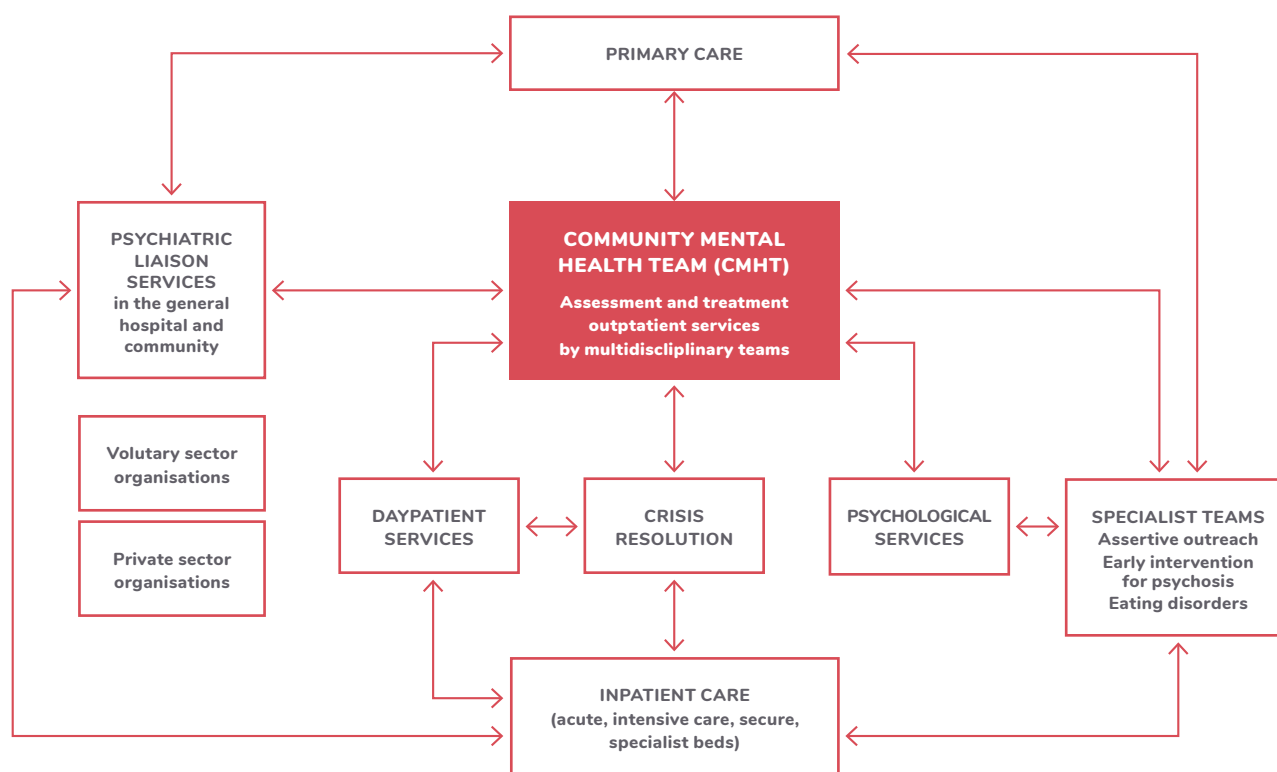 PRIMARY CARE
PSYCHIATRIC
LIAISON
SERVICES
in the general
hospital and
community
COMMUNITY MENTAL
HEALTH TEAM (CMHT)
Assessment and treatment
outptatient services
by multidiscliplinary teams
Volutary sector
organisations
Private sector
organisations
DAYPATIENT
SERVICES
CRISIS
RESOLUTION
PSYCHOLOGICAL
SERVICES
SPECIALIST TEAMS
Assertive outreach
Early intervention
for psychosis
Eating disorders
INPATIENT CARE
(acute, intensive care, secure,
specialist beds)